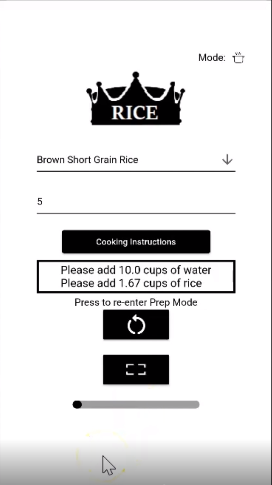 Mode:
RICE
Brown Short Grain Rice
5
Cooking Instructions
Please add 10.0 cups of water
Please add 1.67 cups of rice
Press to re-enter Prep Mode